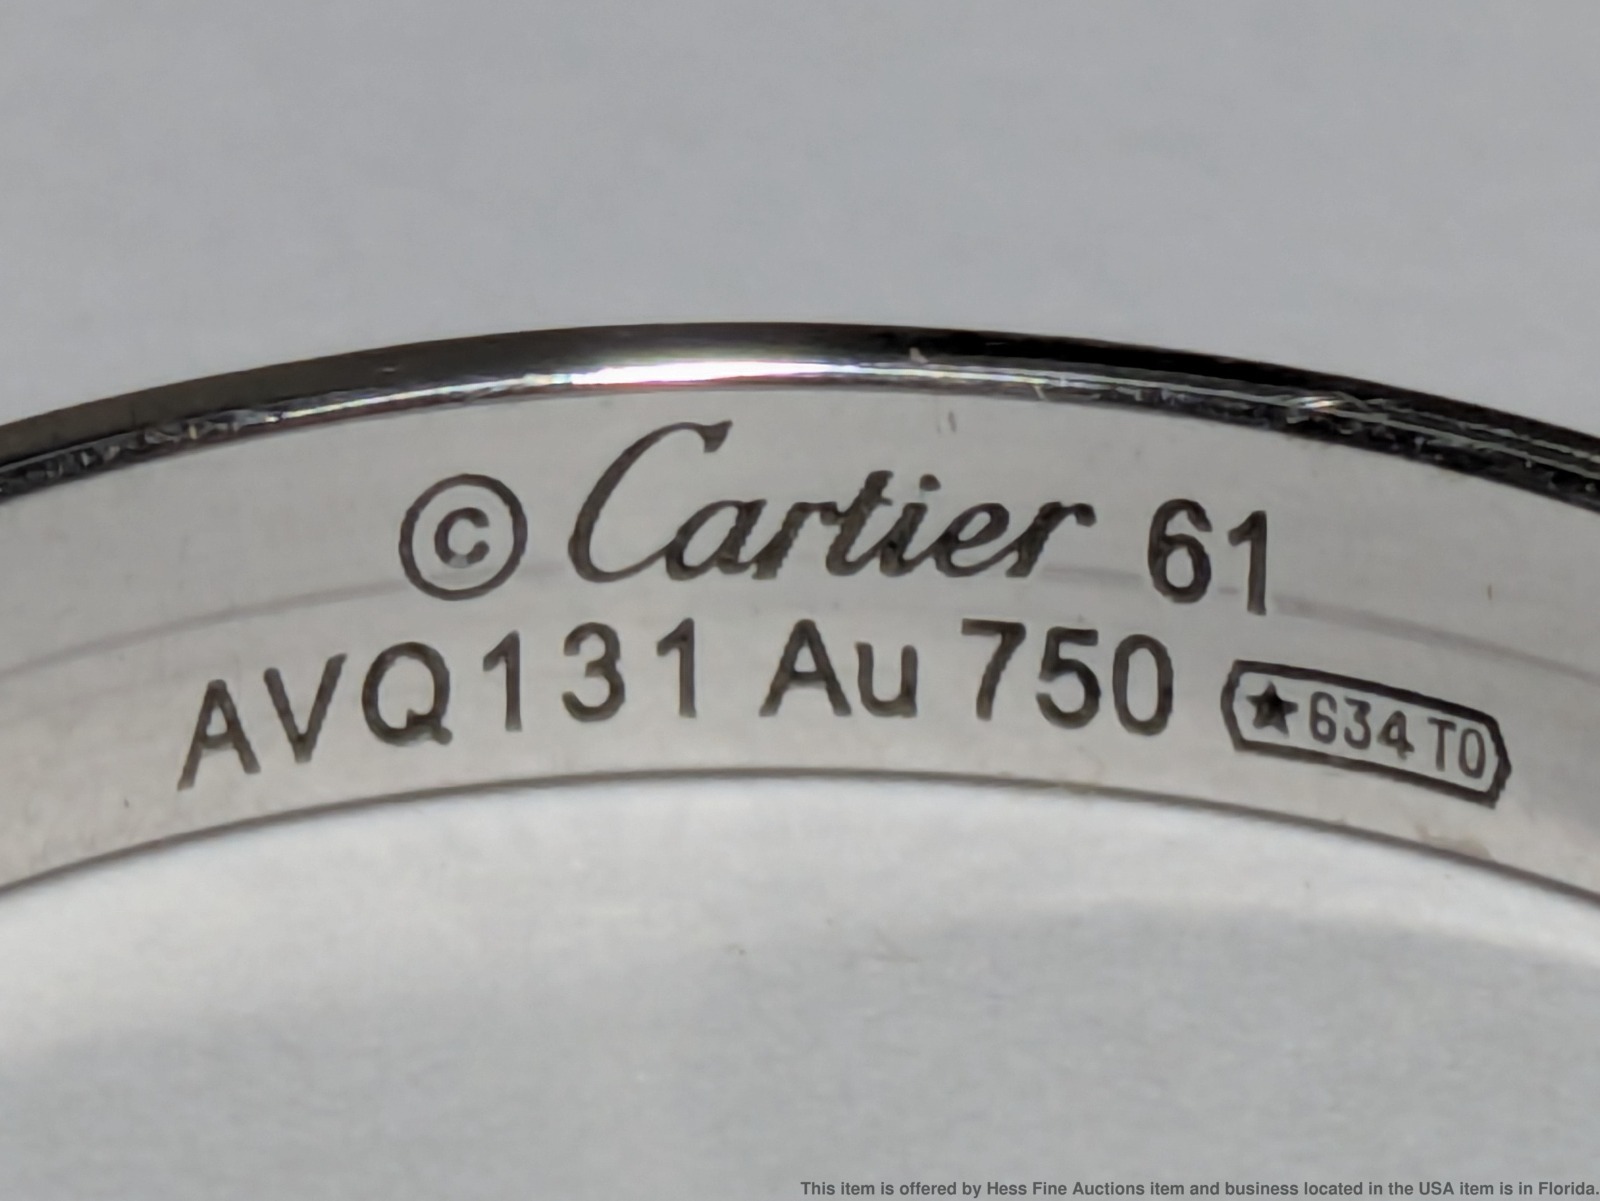 © Cartier 61
AVQ131 Au 750 ★634 TO
This item is offered by Hess Fine Auctions item and business located in the USA item is in Florida.